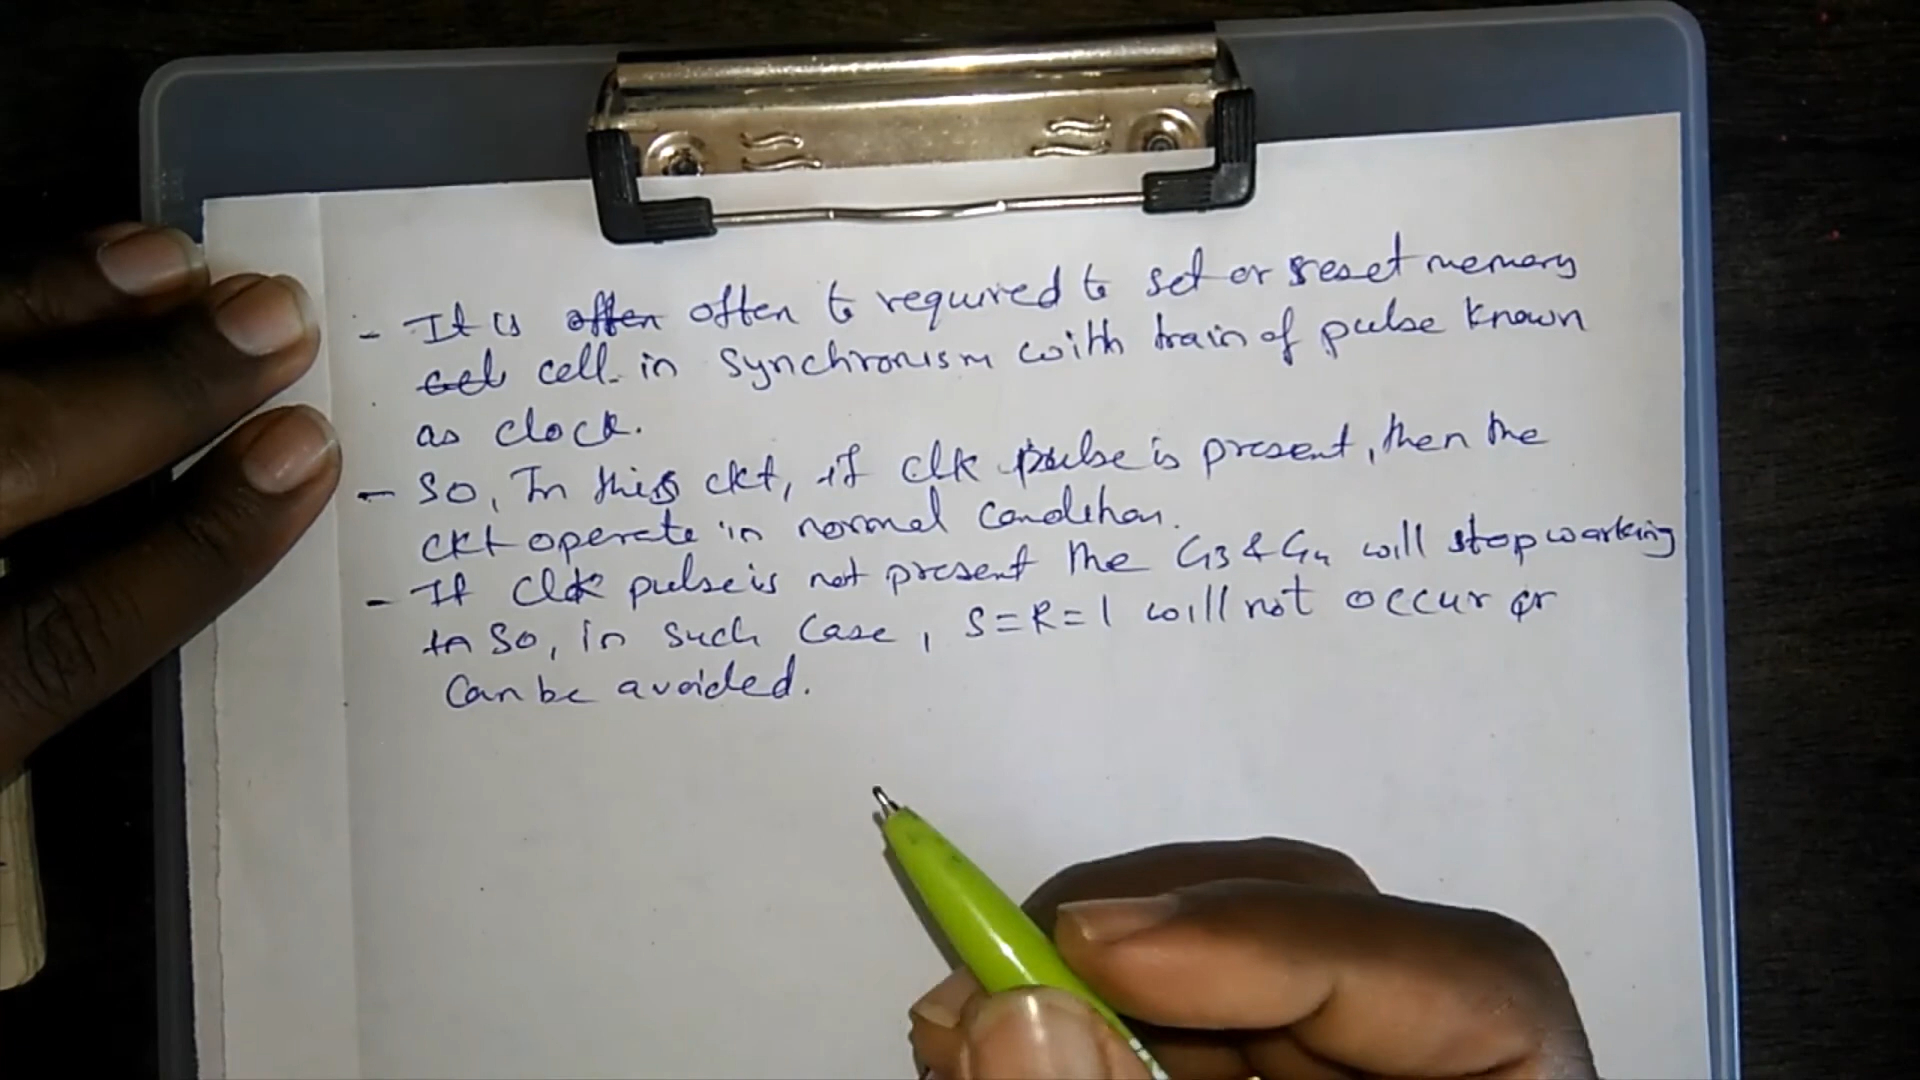 - It is often often to required to set or reset memory
cel cell in synchronism with train of pulse known
as clock.
- So, In this ckt, if clk pulse is present, then the
ckt operate in normal condition.
- If Clk pulse is not present the G3 & G4 will stop working
in So, in such case, S=R=1 will not occur or
can be avoided.